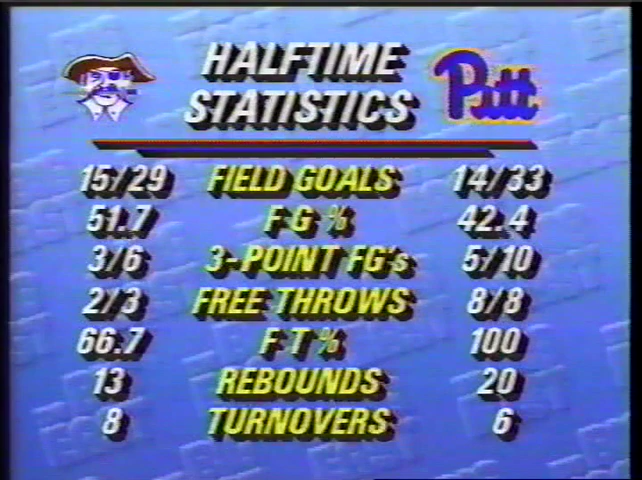 HALFTIME
STATISTICS
Pitt
15/29 FIELD GOALS 14/33
51.7 FG% 42.4
3/6 3-POINT FG's 5/10
2/3 FREE THROWS 8/8
66.7 FT% 100
13 REBOUNDS 20
8 TURNOVERS 6